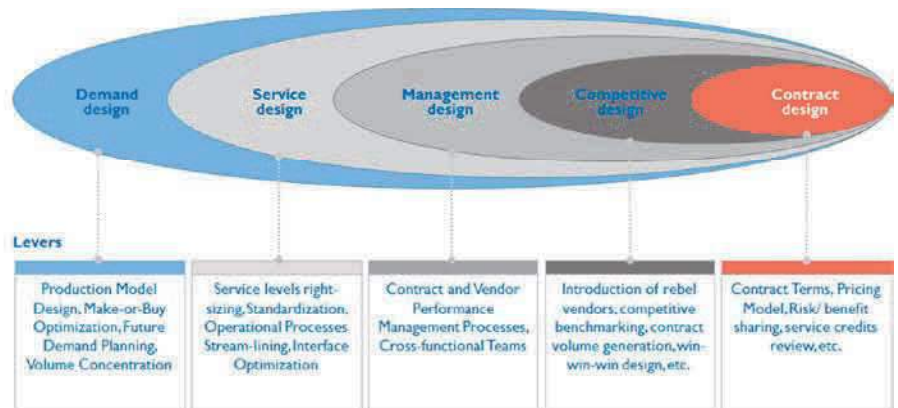 Demand
design
Service
design
Management
design
Competitive
design
Contract
design
Levers
Production Model
Design, Make-or-Buy
Optimization, Future
Demand Planning,
Volume Concentration
Service levels right-
sizing, Standardization,
Operational Processes
Stream-lining, Interface
Optimization
Contract and Vendor
Performance
Management Processes,
Cross-functional Teams
Introduction of rebel
vendors, competitive
benchmarking, contract
volume generation, win-
win-win design, etc.
Contract Terms, Pricing
Model, Risk/ benefit
sharing, service credits
review, etc.